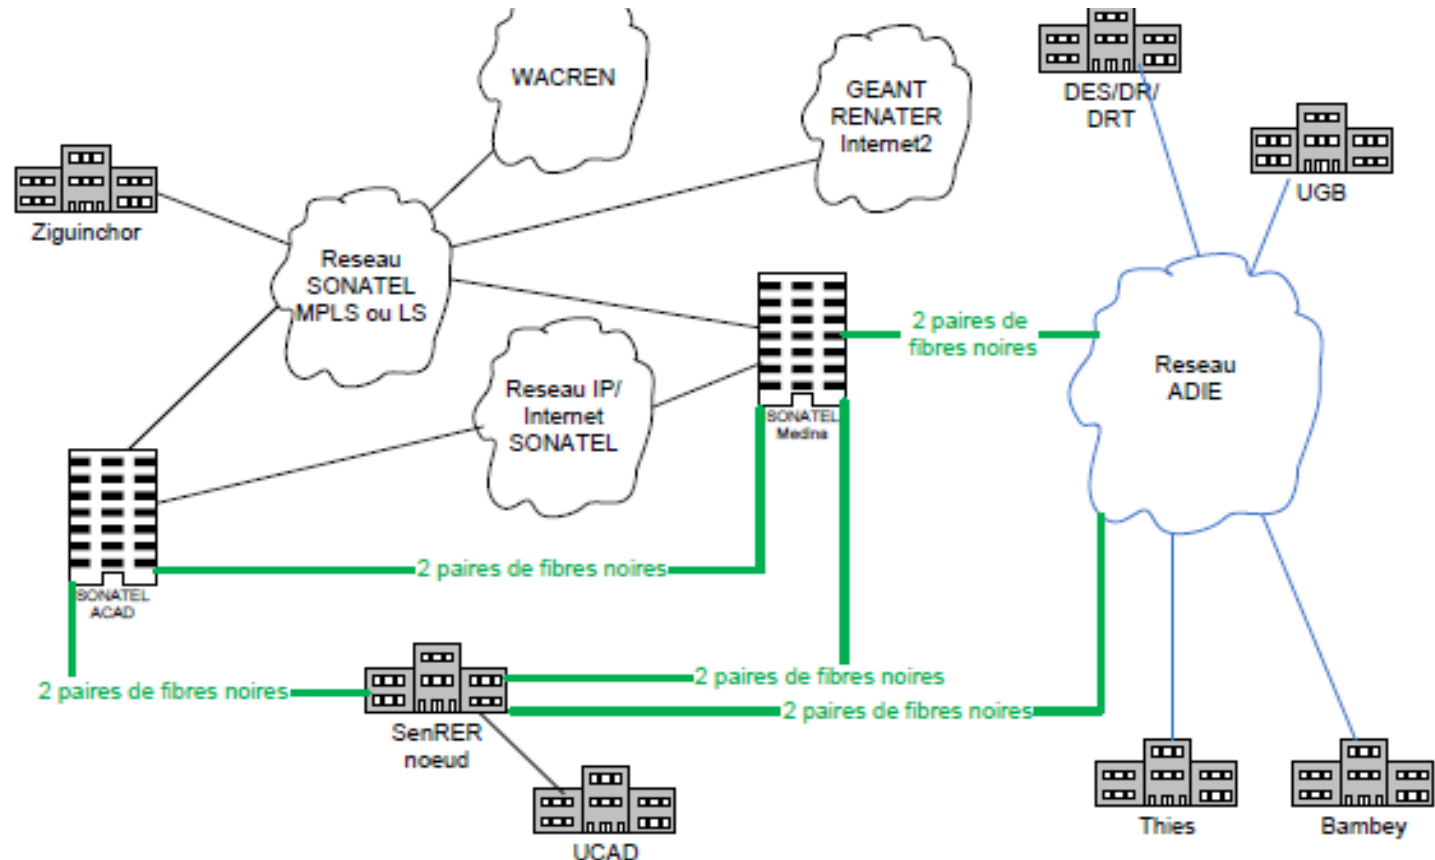 WACREN
GEANT
RENATER
Internet2
DES/DR/
DRT
UGB
Ziguinchor
Reseau
SONATEL
MPLS ou LS
2 paires de
fibres noires
Reseau
ADIE
Reseau IP/
Internet
SONATEL
SONATEL
Medina
2 paires de fibres noires
SONATEL
ACAD
2 paires de fibres noires
2 paires de fibres noires
2 paires de fibres noires
SenRER
noeud
Thies
Bambey
UCAD